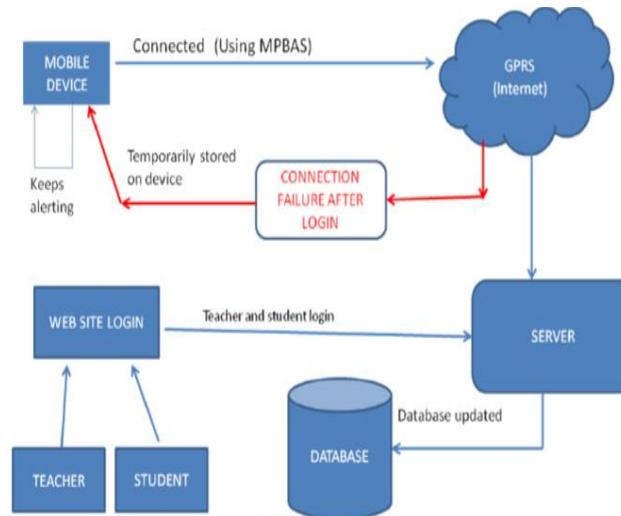 Connected (Using MPBAS)
MOBILE
DEVICE
GPRS
(Internet)
Temporarily stored
on device
CONNECTION
FAILURE AFTER
LOGIN
Keeps
alerting
WEB SITE LOGIN
Teacher and student login
SERVER
Database updated
DATABASE
TEACHER
STUDENT